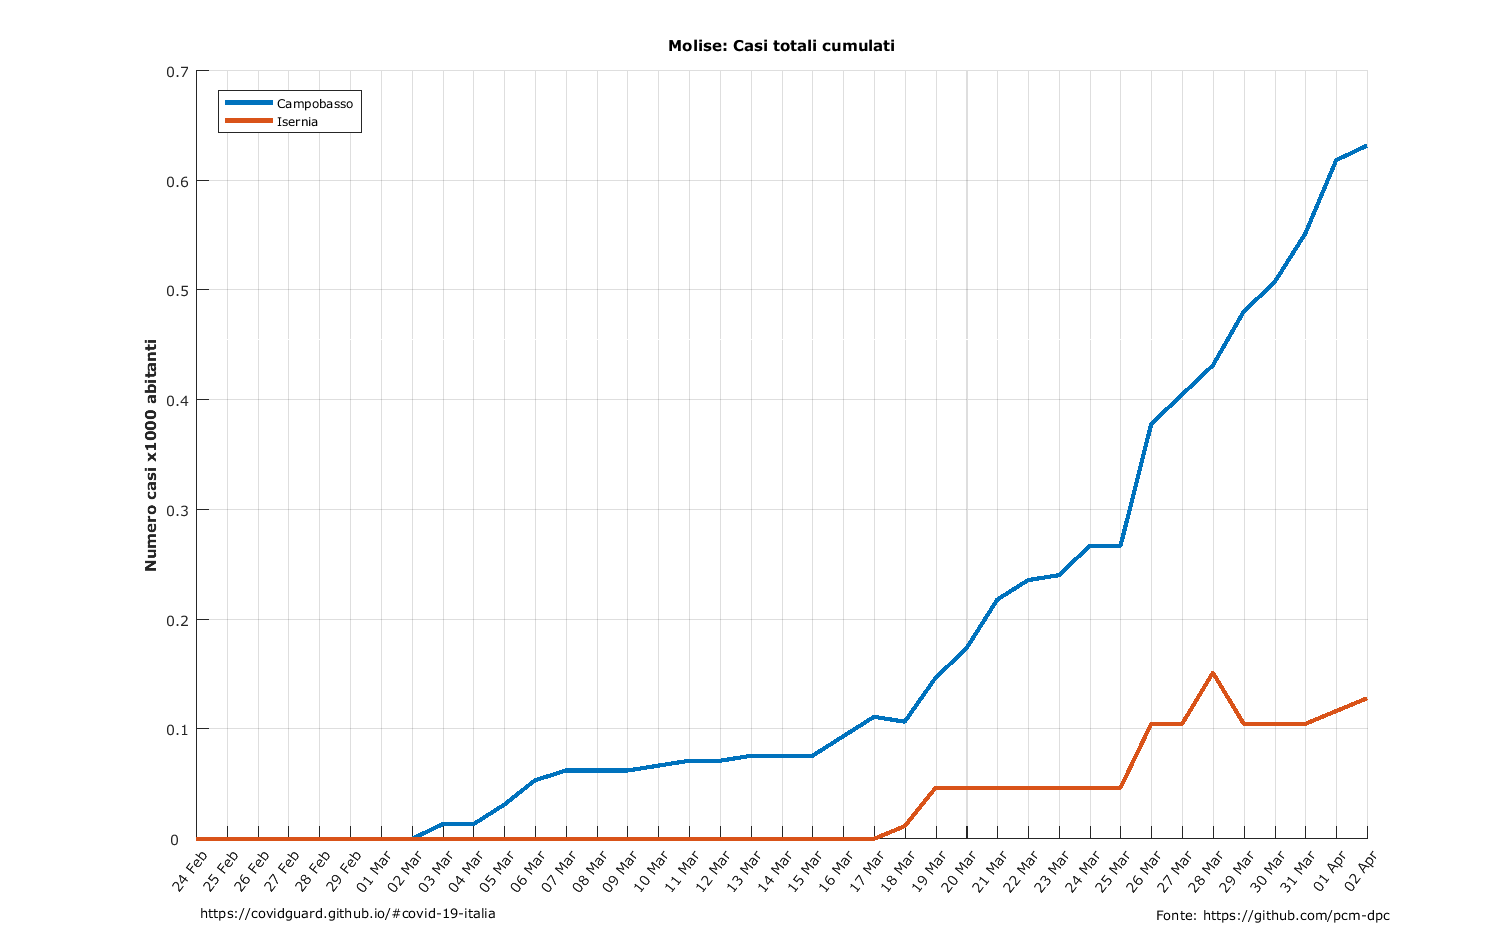 Molise: Casi totali cumulati
Campobasso
Isernia
Numero casi x1000 abitanti
0.7
0.6
0.5
0.4
0.3
0.2
0.1
0
24 Feb
25 Feb
26 Feb
27 Feb
28 Feb
29 Feb
01 Mar
02 Mar
03 Mar
04 Mar
05 Mar
06 Mar
07 Mar
08 Mar
09 Mar
10 Mar
11 Mar
12 Mar
13 Mar
14 Mar
15 Mar
16 Mar
17 Mar
18 Mar
19 Mar
20 Mar
21 Mar
22 Mar
23 Mar
24 Mar
25 Mar
26 Mar
27 Mar
28 Mar
29 Mar
30 Mar
31 Mar
01 Apr
02 Apr
https://covidguard.github.io/#covid-19-italia
Fonte: https://github.com/pcm-dpc